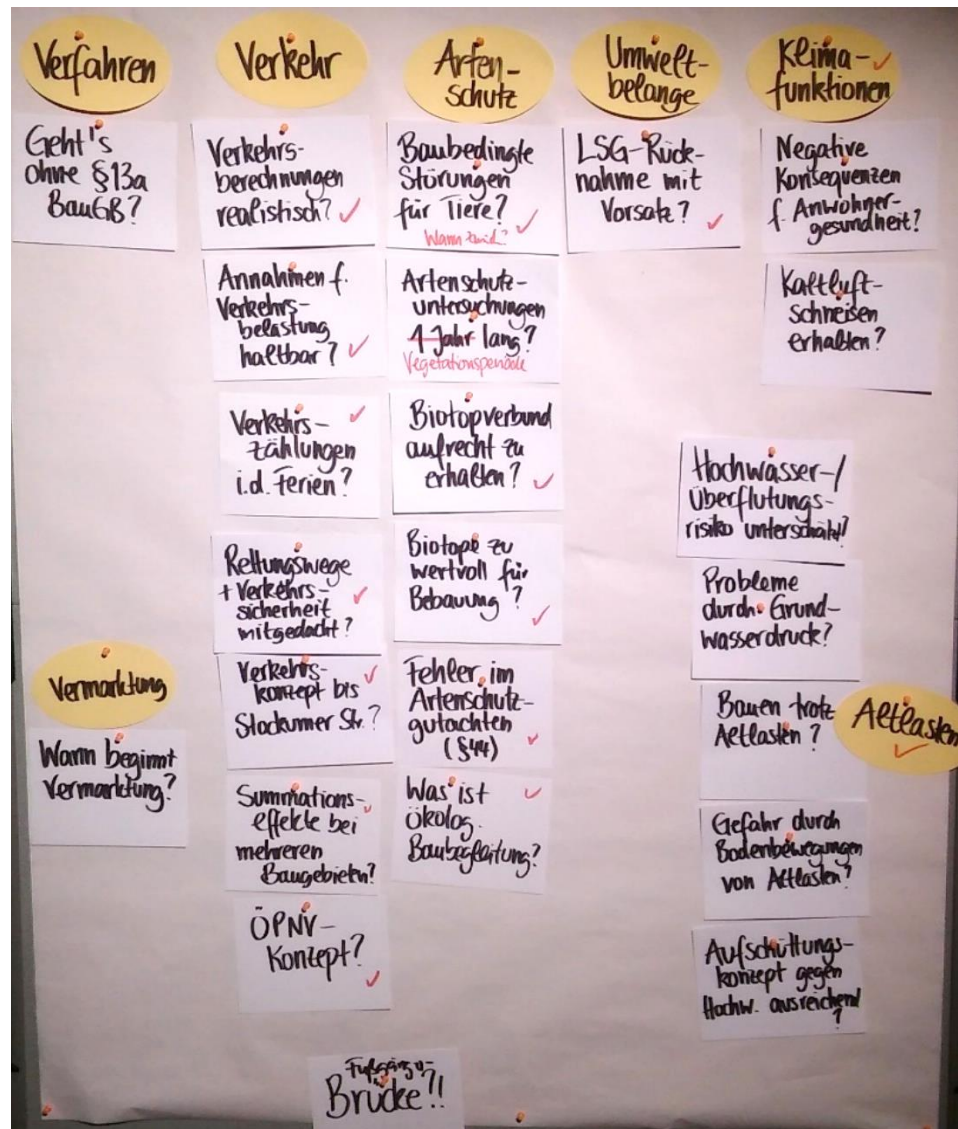 Verfahren
Geht's
ohne §13a
BauGB?
Vermarktung
Wann beginnt
Vermarktung?
Verkehr
Verkehrs-
berechnungen
realistisch?
Annahmen f.
Verkehrs-
belastung
haltbar?
Verkehrs-
zählungen
i.d. Ferien?
Rettungswege
+ Verkehrs-
sicherheit
mitgedacht?
Verkehrs-
konzept bis
Stockumer Str.?
Summations-
effekte bei
mehreren
Baugebieten?
ÖPNV-
Konzept?
Fußgänger-
Brücke?!
Arten-
schutz
Baubedingte
Störungen
für Tiere?
Wann sind?
Artenschutz-
untersuchungen
1 Jahr lang?
Vegetationsperiode
Biotopverbund
aufrecht zu
erhalten?
Biotope zu
wertvoll für
Bebauung?
Fehler im
Artenschutz-
gutachten
(§44)
Was ist
ökolog.
Baubegleitung?
Umwelt-
belange
LSG-Rück-
nahme mit
Vorsatz?
Klima-
funktionen
Negative
Konsequenzen
f. Anwohner-
gesundheit?
Kaltluft-
Schneisen
erhalten?
Hochwasser-/
Überflutungs-
risiko unterschätzt?
Probleme
durch Grund-
wasserdruck?
Altlasten
Bauen trotz
Altlasten?
Gefahr durch
Bodenbewegungen
von Altlasten?
Aufschüttungs-
konzept gegen
Hochw. ausreichend
?